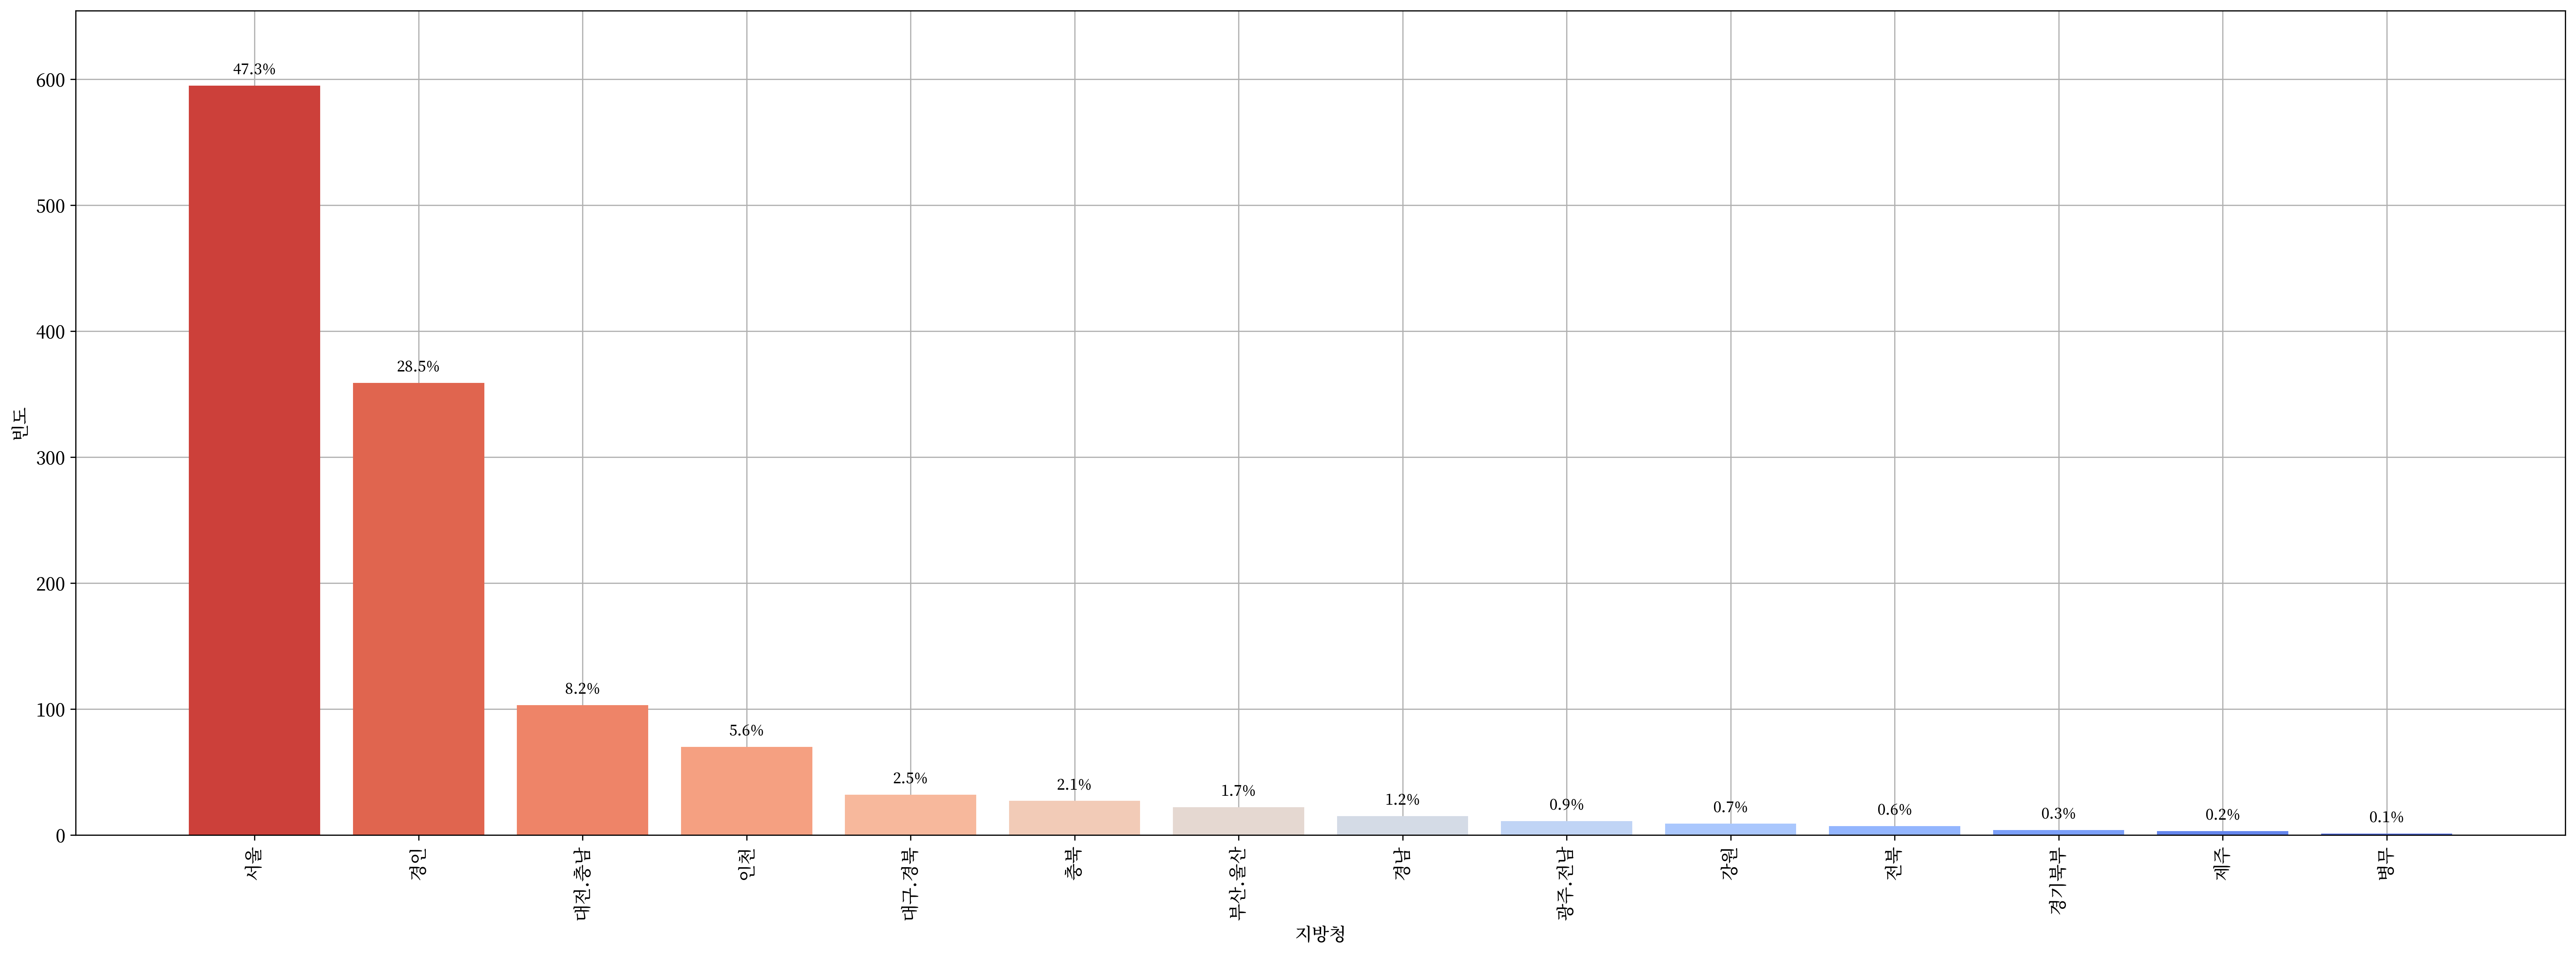 47.3%
28.5%
8.2%
5.6%
2.5%
2.1%
1.7%
1.2%
0.9%
0.7%
0.6%
0.3%
0.2%
0.1%
600
500
400
300
200
100
0
빈도
서울
경인
대전.충남
인천
대구.경북
충북
부산.울산
경남
광주.전남
강원
전북
경기북부
제주
병무
지방청